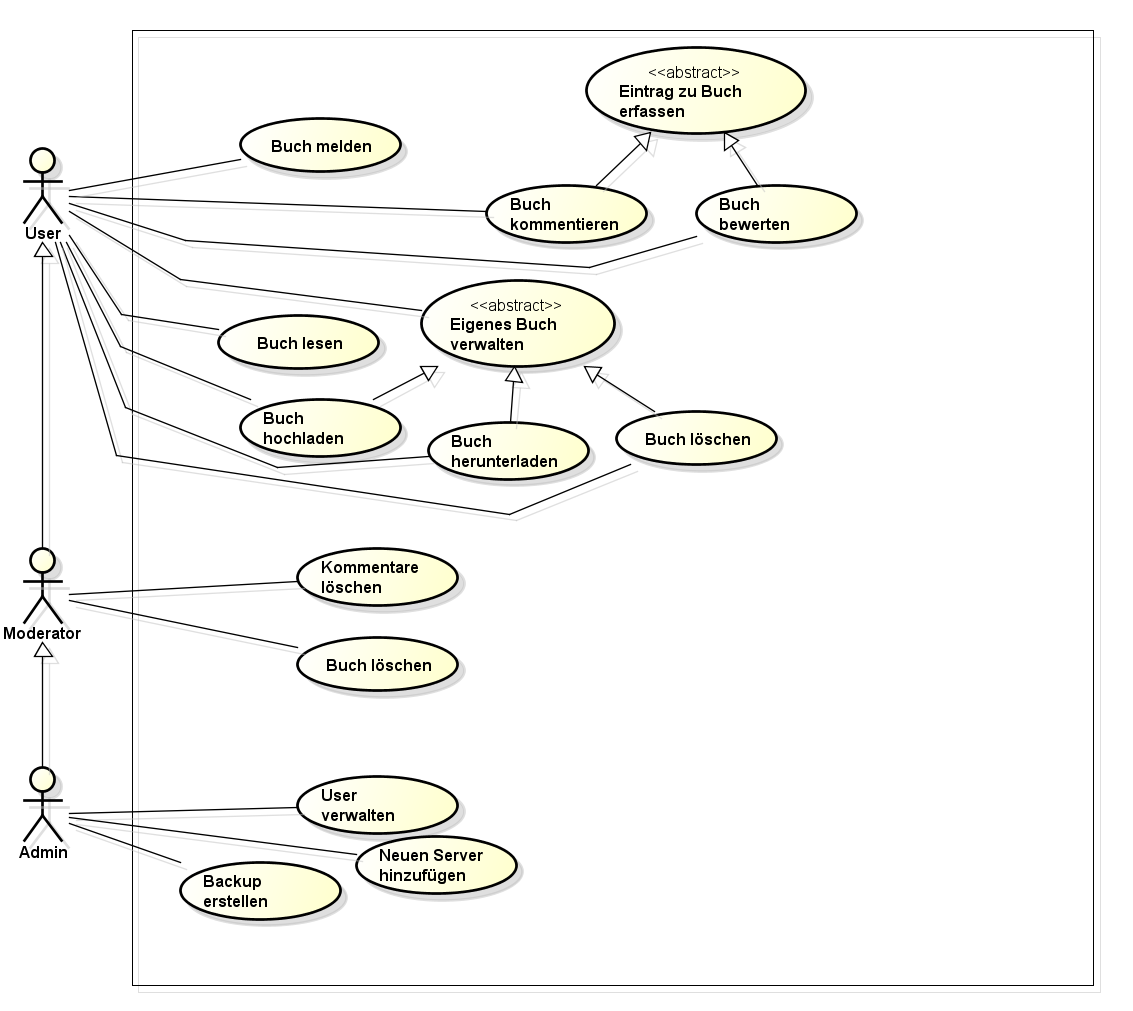 <<abstract>>
Eintrag zu Buch
erfassen
Buch melden
Buch
kommentieren
Buch
bewerten
User
<<abstract>>
Eigenes Buch
verwalten
Buch lesen
Buch
hochladen
Buch
herunterladen
Buch löschen
Kommentare
löschen
Moderator
Buch löschen
User
verwalten
Admin
Neuen Server
hinzufügen
Backup
erstellen